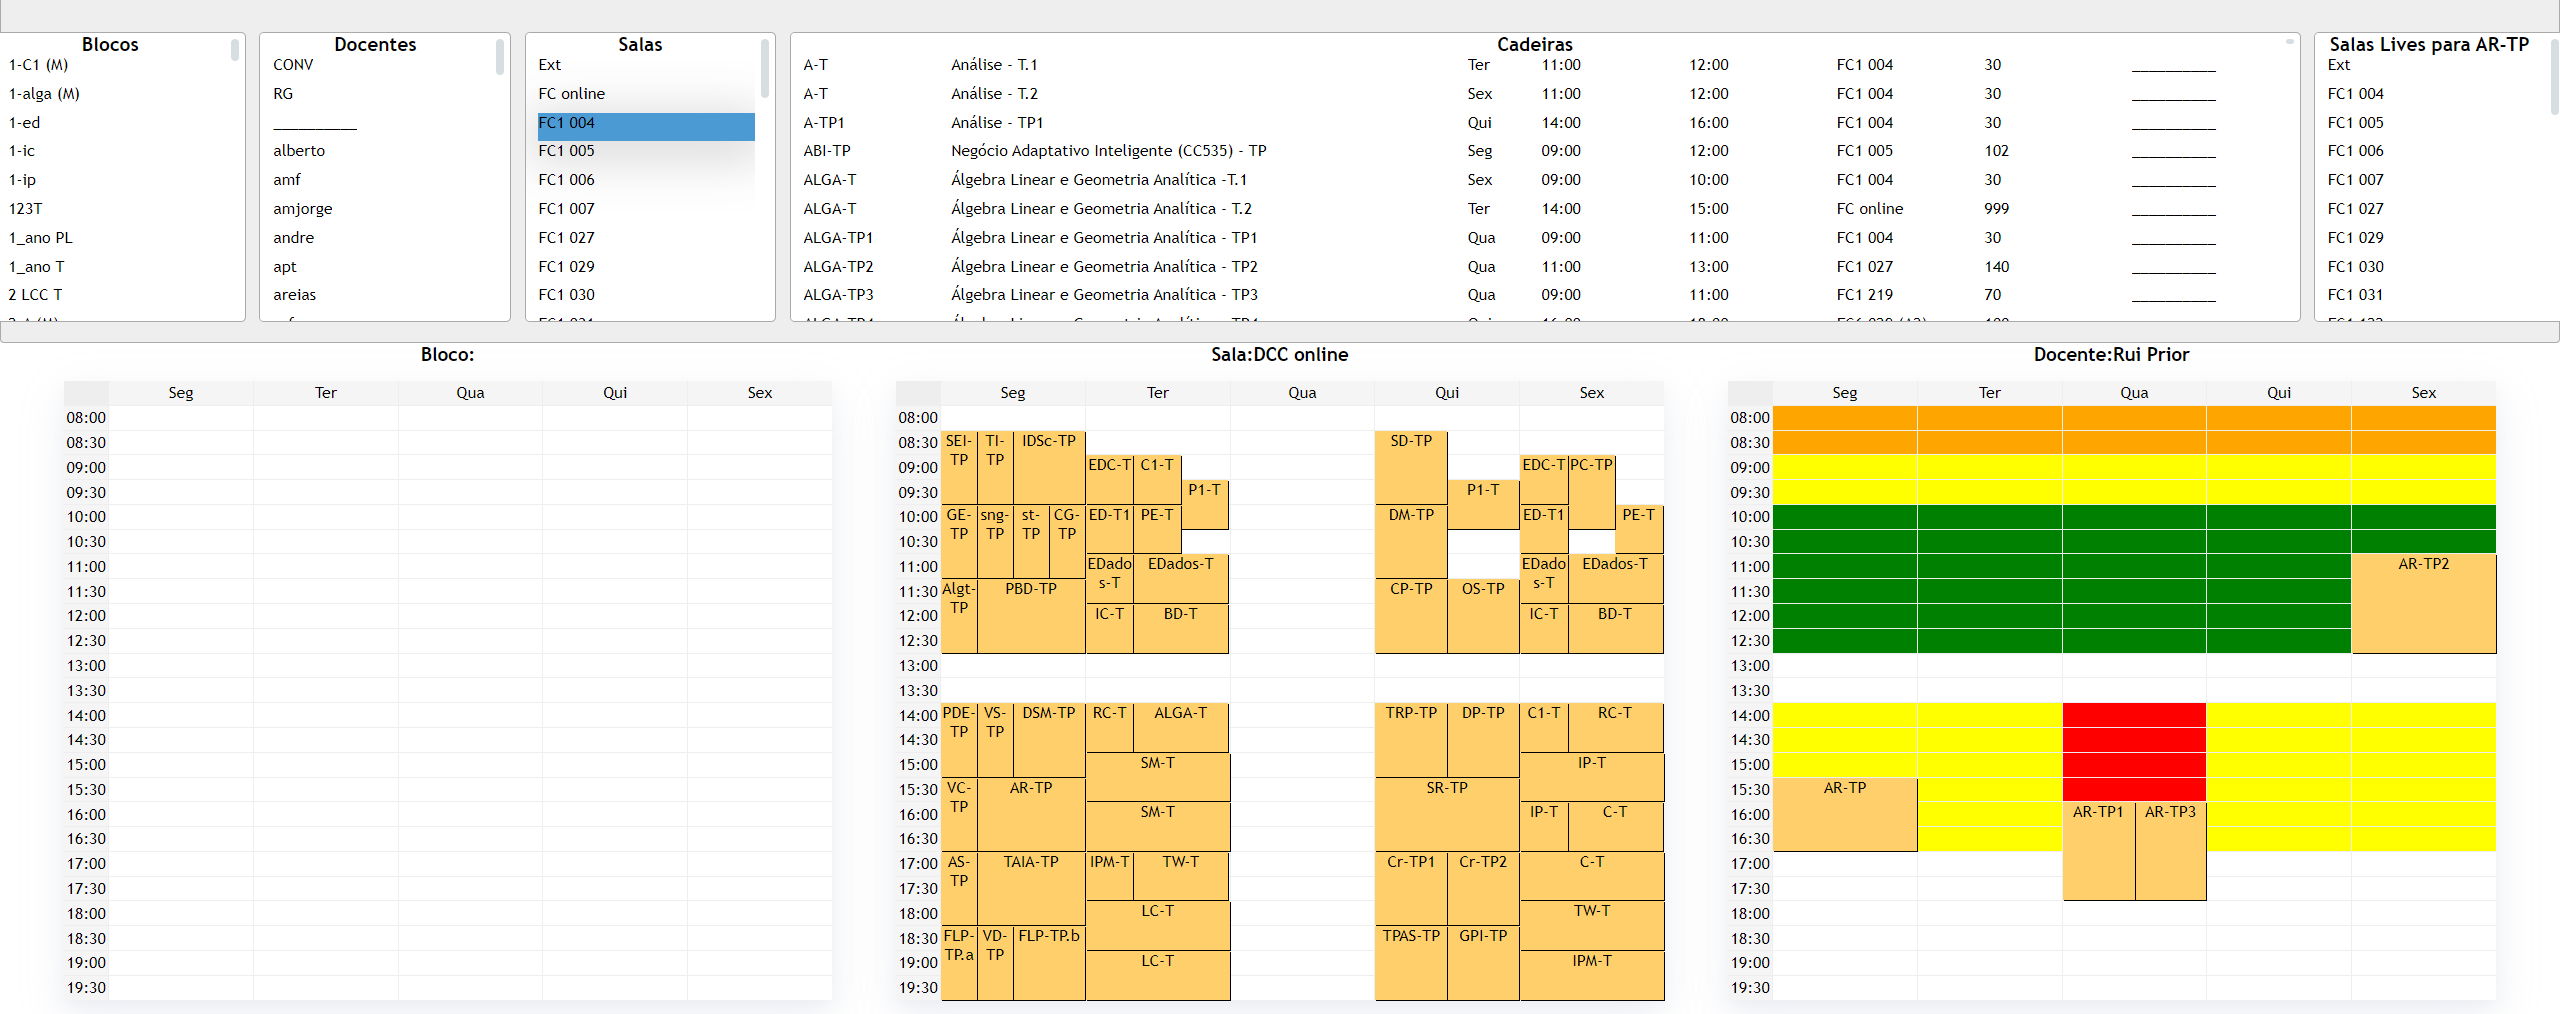 Blocos
1-C1 (M)
1-alga (M)
1-ed
1-ic
1-ip
123T
1_ano PL
1_ano T
2 LCC T
Docentes
CONV
RG
__________
alberto
amf
amjorge
andre
apt
areias
Salas
Ext
FC online
FC1 004
FC1 005
FC1 006
FC1 007
FC1 027
FC1 029
FC1 030
Cadeiras
A-T Análise - T.1 Ter 11:00 12:00 FC1 004 30 __________
A-T Análise - T.2 Sex 11:00 12:00 FC1 004 30 __________
A-TP1 Análise - TP1 Qui 14:00 16:00 FC1 004 30 __________
ABI-TP Negócio Adaptativo Inteligente (CC535) - TP Seg 09:00 12:00 FC1 005 102 __________
ALGA-T Álgebra Linear e Geometria Analítica -T.1 Sex 09:00 10:00 FC1 004 30 __________
ALGA-T Álgebra Linear e Geometria Analítica - T.2 Ter 14:00 15:00 FC online 999 __________
ALGA-TP1 Álgebra Linear e Geometria Analítica - TP1 Qua 09:00 11:00 FC1 004 30 __________
ALGA-TP2 Álgebra Linear e Geometria Analítica - TP2 Qua 11:00 13:00 FC1 027 140 __________
ALGA-TP3 Álgebra Linear e Geometria Analítica - TP3 Qua 09:00 11:00 FC1 219 70 __________
Salas Lives para AR-TP
Ext
FC1 004
FC1 005
FC1 006
FC1 007
FC1 027
FC1 029
FC1 030
FC1 031
Bloco:
Seg Ter Qua Qui Sex
08:00
08:30
09:00
09:30
10:00
10:30
11:00
11:30
12:00
12:30
13:00
13:30
14:00
14:30
15:00
15:30
16:00
16:30
17:00
17:30
18:00
18:30
19:00
19:30
Sala:DCC online
Seg Ter Qua Qui Sex
08:00
08:30 SEI-TP TI-TP IDSc-TP SD-TP
09:00 EDC-T C1-T EDC-T PC-TP
09:30 P1-T P1-T
10:00 GE-TP sng-TP st-TP CG-TP ED-T1 PE-T DM-TP ED-T1 PE-T
10:30
11:00 EDados-T EDados-T EDados-T EDados-T
11:30 Algt-TP PBD-TP CP-TP OS-TP
12:00 IC-T BD-T IC-T BD-T
12:30
13:00
13:30
14:00 PDE-TP VS-TP DSM-TP RC-T ALGA-T TRP-TP DP-TP C1-T RC-T
14:30
15:00 SM-T IP-T
15:30 VC-TP AR-TP SR-TP
16:00 SM-T IP-T C-T
16:30
17:00 AS-TP TAIA-TP IPM-T TW-T Cr-TP1 Cr-TP2 C-T
17:30
18:00 LC-T TW-T
18:30 FLP-TP.a VD-TP FLP-TP.b TPAS-TP GPI-TP
19:00 LC-T IPM-T
19:30
Docente:Rui Prior
Seg Ter Qua Qui Sex
08:00
08:30
09:00
09:30
10:00
10:30
11:00 AR-TP2
11:30
12:00
12:30
13:00
13:30
14:00
14:30
15:00
15:30 AR-TP
16:00 AR-TP1 AR-TP3
16:30
17:00
17:30
18:00
18:30
19:00
19:30